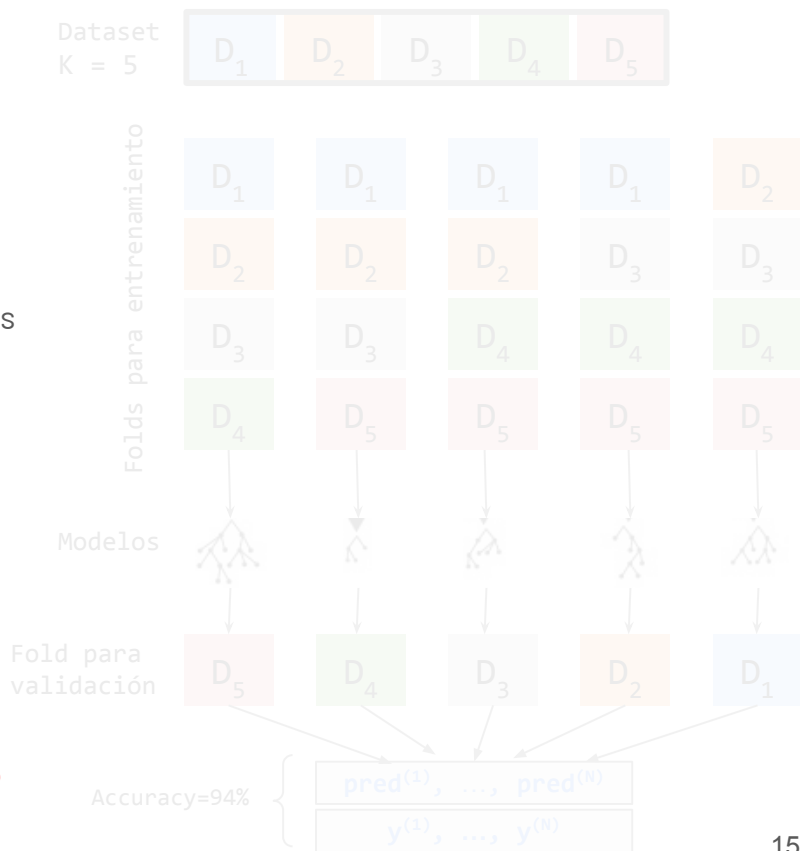 Dataset
K = 5
D1 D2 D3 D4 D5
Folds para entrenamiento
D1 D1 D1 D1 D2
D2 D2 D2 D3 D3
s
D3 D3 D4 D4 D4
D4 D5 D5 D5 D5
Modelos
Fold para
validación
D5 D4 D3 D2 D1
Accuracy=94%
pred(1), …, pred(N)
y(1), …, y(N)
15